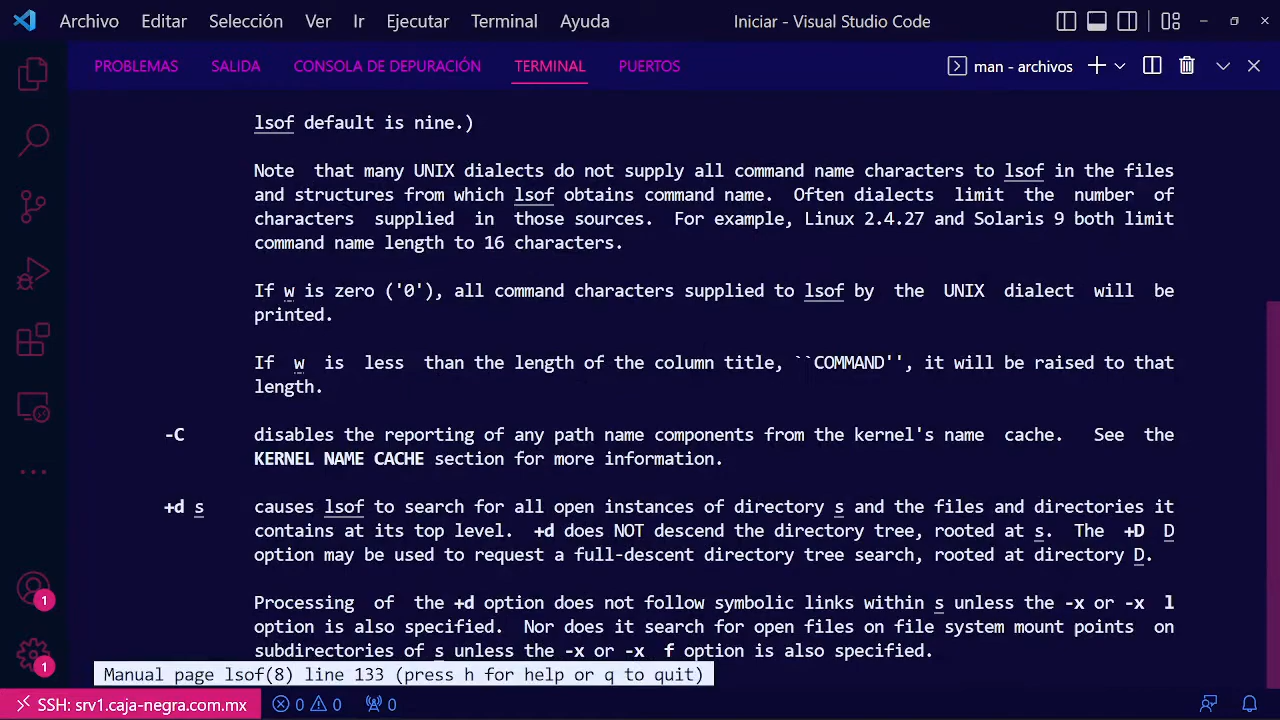 Archivo Editar Selección Ver Ir Ejecutar Terminal Ayuda Iniciar - Visual Studio Code
PROBLEMAS SALIDA CONSOLA DE DEPURACIÓN TERMINAL PUERTOS man - archivos
lsof default is nine.)
Note that many UNIX dialects do not supply all command name characters to lsof in the files
and structures from which lsof obtains command name. Often dialects limit the number of
characters supplied in those sources. For example, Linux 2.4.27 and Solaris 9 both limit
command name length to 16 characters.
If w is zero ('0'), all command characters supplied to lsof by the UNIX dialect will be
printed.
If w is less than the length of the column title, ``COMMAND'', it will be raised to that
length.
-C disables the reporting of any path name components from the kernel's name cache. See the
KERNEL NAME CACHE section for more information.
+d s causes lsof to search for all open instances of directory s and the files and directories it
contains at its top level. +d does NOT descend the directory tree, rooted at s. The +D D
option may be used to request a full-descent directory tree search, rooted at directory D.
Processing of the +d option does not follow symbolic links within s unless the -x or -x l
option is also specified. Nor does it search for open files on file system mount points on
subdirectories of s unless the -x or -x f option is also specified.
Manual page lsof(8) line 133 (press h for help or q to quit)
1
1
SSH: srv1.caja-negra.com.mx 0 0 0